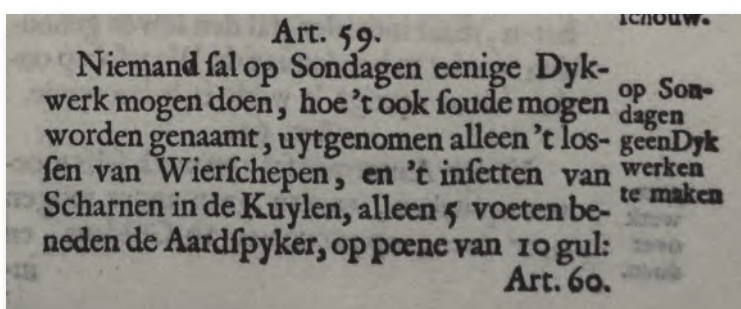 Art. 59.
Niemand ſal op Sondagen eenige Dyk-
werk mogen doen, hoe 't ook ſoude mogen
worden genaamt, uytgenomen alleen 't los-
ſen van Wierſchepen, en 't inſetten van
Scharnen in de Kuylen, alleen 5 voeten be-
neden de Aardſpyker, op pœne van 10 gul:
Art. 60.
ſchouw.
op Son-
dagen
geenDyk
werken
te maken